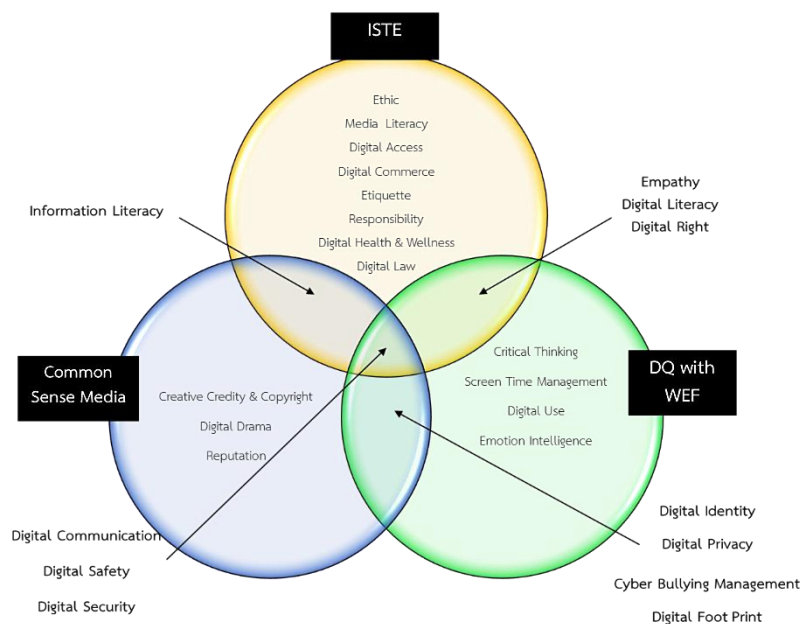 ISTE
Ethic
Media Literacy
Digital Access
Digital Commerce
Etiquette
Responsibility
Digital Health & Wellness
Digital Law
Information Literacy
Empathy
Digital Literacy
Digital Right
Common
Sense Media
Creative Credity & Copyright
Digital Drama
Reputation
Critical Thinking
Screen Time Management
Digital Use
Emotion Intelligence
DQ with
WEF
Digital Communication
Digital Safety
Digital Security
Digital Identity
Digital Privacy
Cyber Bullying Management
Digital Foot Print